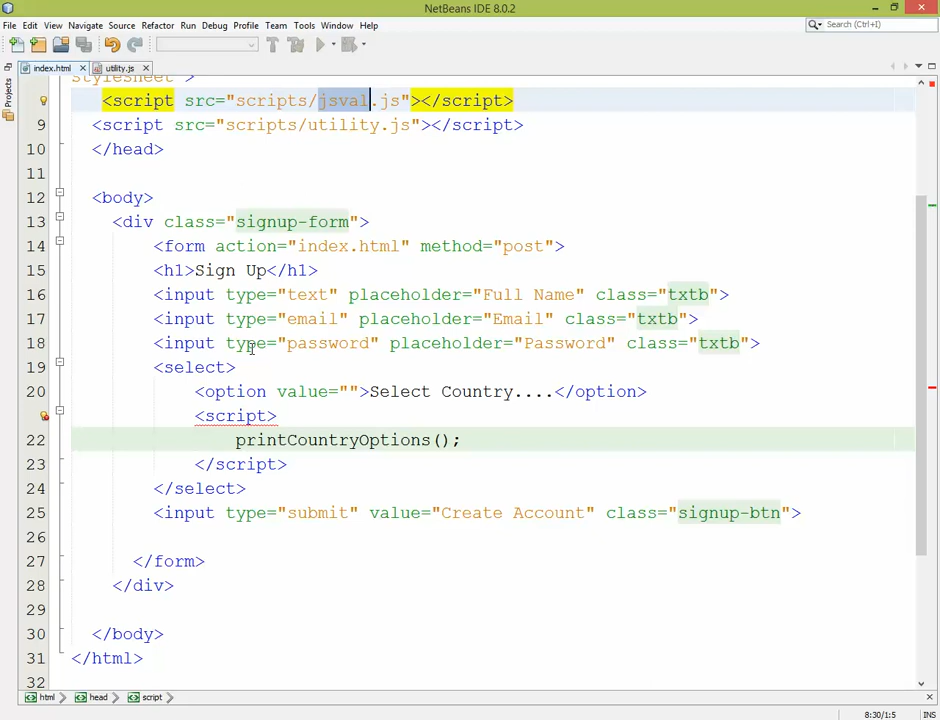 NetBeans IDE 8.0.2
File Edit View Navigate Source Refactor Run Debug Profile Team Tools Window Help
Search (Ctrl+I)
index.html utility.js
Projects
stylesheet">
<script src="scripts/jsval.js"></script>
9 <script src="scripts/utility.js"></script>
10 </head>
11
12 <body>
13 <div class="signup-form">
14 <form action="index.html" method="post">
15 <h1>Sign Up</h1>
16 <input type="text" placeholder="Full Name" class="txtb">
17 <input type="email" placeholder="Email" class="txtb">
18 <input type="password" placeholder="Password" class="txtb">
19 <select>
20 <option value="">Select Country....</option>
<script>
22 printCountryOptions();
23 </script>
24 </select>
25 <input type="submit" value="Create Account" class="signup-btn">
26
27 </form>
28 </div>
29
30 </body>
31 </html>
32
html head script
8:30/1:5 INS